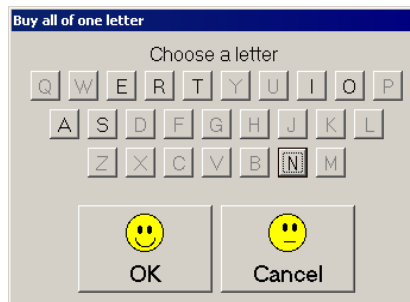 Buy all of one letter
Choose a letter
Q W E R T Y U I O P
A S D F G H J K L
Z X C V B N M
OK Cancel